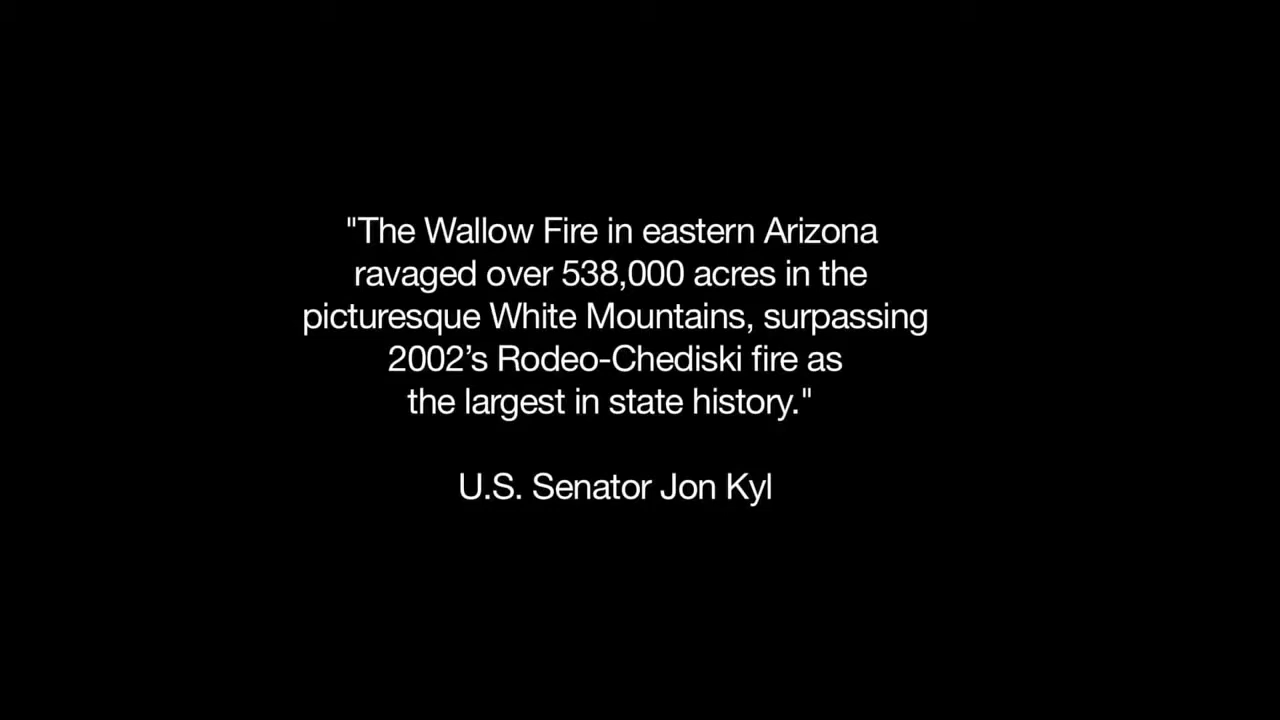 "The Wallow Fire in eastern Arizona
ravaged over 538,000 acres in the
picturesque White Mountains, surpassing
2002’s Rodeo-Chediski fire as
the largest in state history."
U.S. Senator Jon Kyl